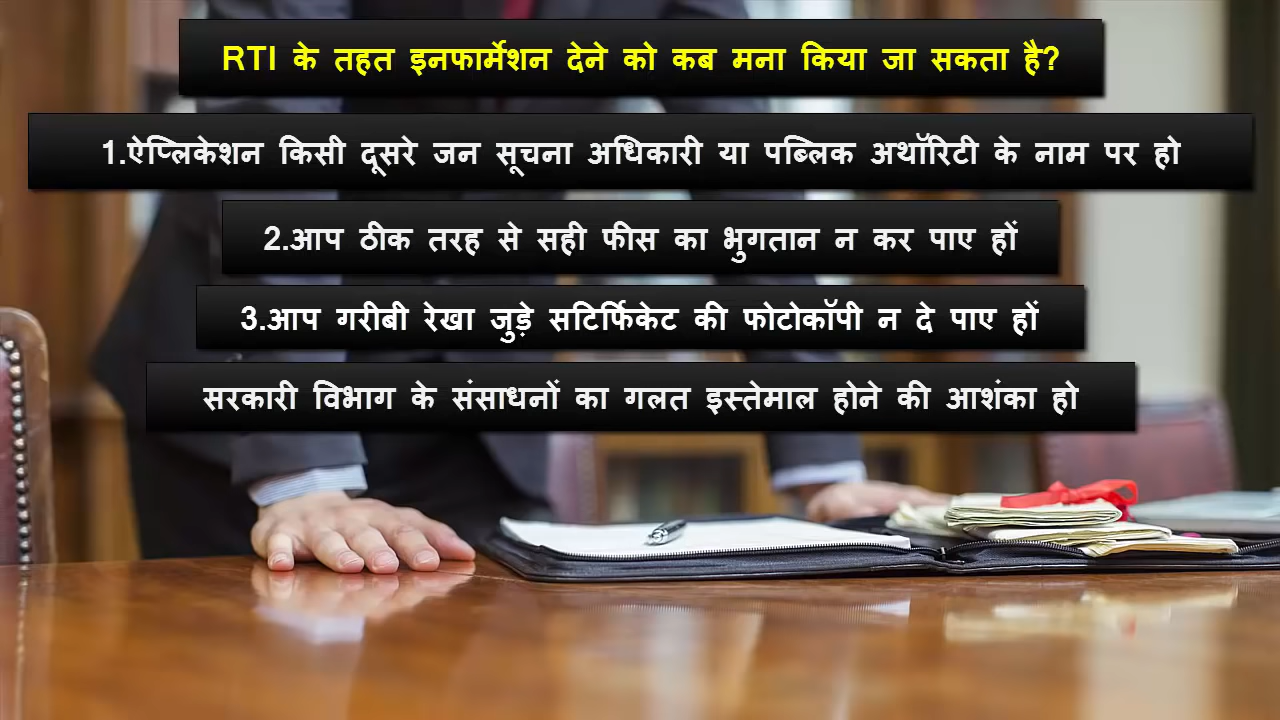 RTI के तहत इनफार्मेशन देने को कब मना किया जा सकता है?
1.ऐप्लिकेशन किसी दूसरे जन सूचना अधिकारी या पब्लिक अथॉरिटी के नाम पर हो
2.आप ठीक तरह से सही फीस का भुगतान न कर पाए हों
3.आप गरीबी रेखा जुड़े सटिर्फिकेट की फोटोकॉपी न दे पाए हों
सरकारी विभाग के संसाधनों का गलत इस्तेमाल होने की आशंका हो